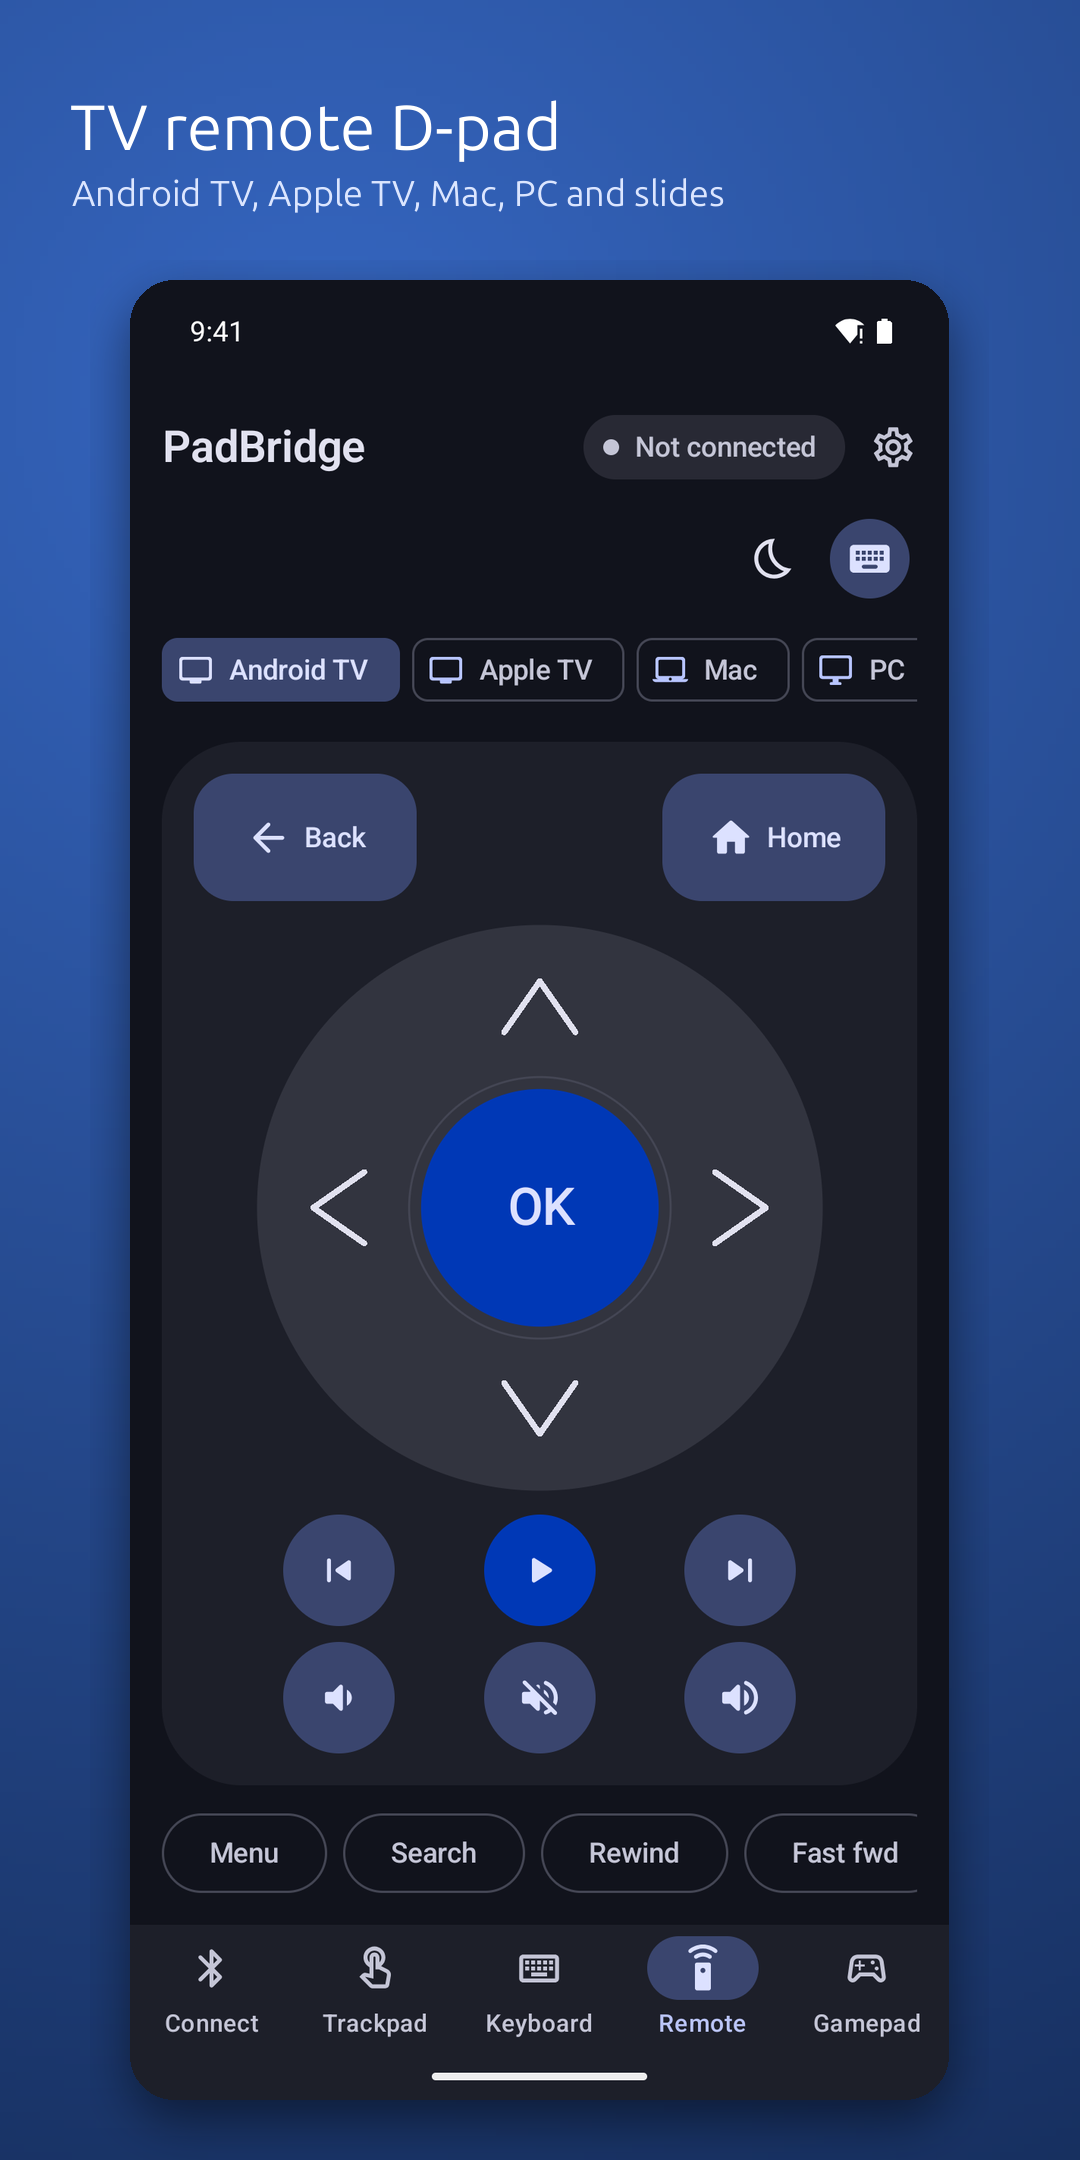 TV remote D-pad
Android TV, Apple TV, Mac, PC and slides
9:41
PadBridge
Not connected
Android TV
Apple TV
Mac
PC
Back
Home
OK
Menu
Search
Rewind
Fast fwd
Connect
Trackpad
Keyboard
Remote
Gamepad